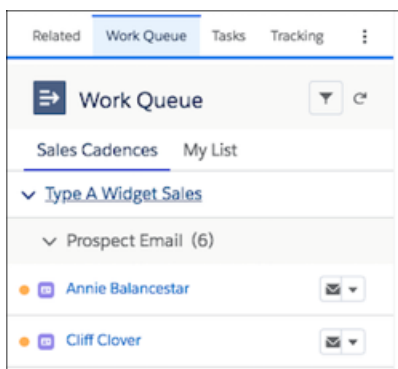 Related Work Queue Tasks Tracking
Work Queue
Sales Cadences My List
Type A Widget Sales
Prospect Email (6)
Annie Balancestar
Cliff Clover